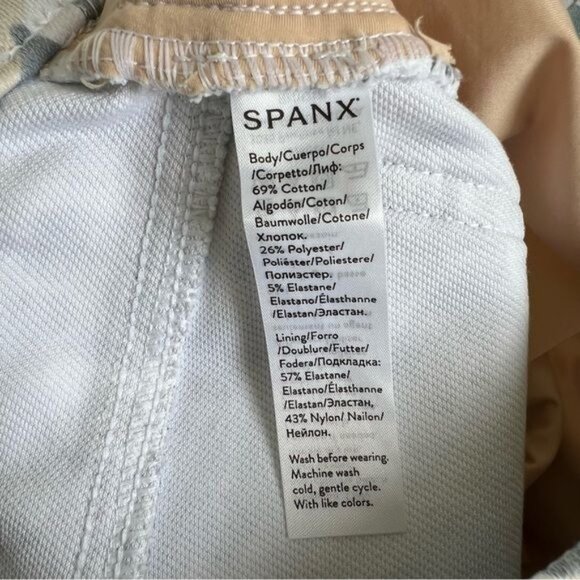 SPANX®
Body/Cuerpo/Corps
/Corpetto/Лиф:
69% Cotton/
Algodón/Coton/
Baumwolle/Cotone/
Хлопок.
26% Polyester/
Poliéster/Poliestere/
Полиэстер.
5% Elastane/
Elastano/Élasthanne
/Elastan/Эластан.
Lining/Forro
/Doublure/Futter/
Fodera/Подкладка:
57% Elastane/
Elastano/Élasthanne
/Elastan/Эластан,
43% Nylon/ Nailon/
Нейлон.
Wash before wearing.
Machine wash
cold, gentle cycle.
With like colors.